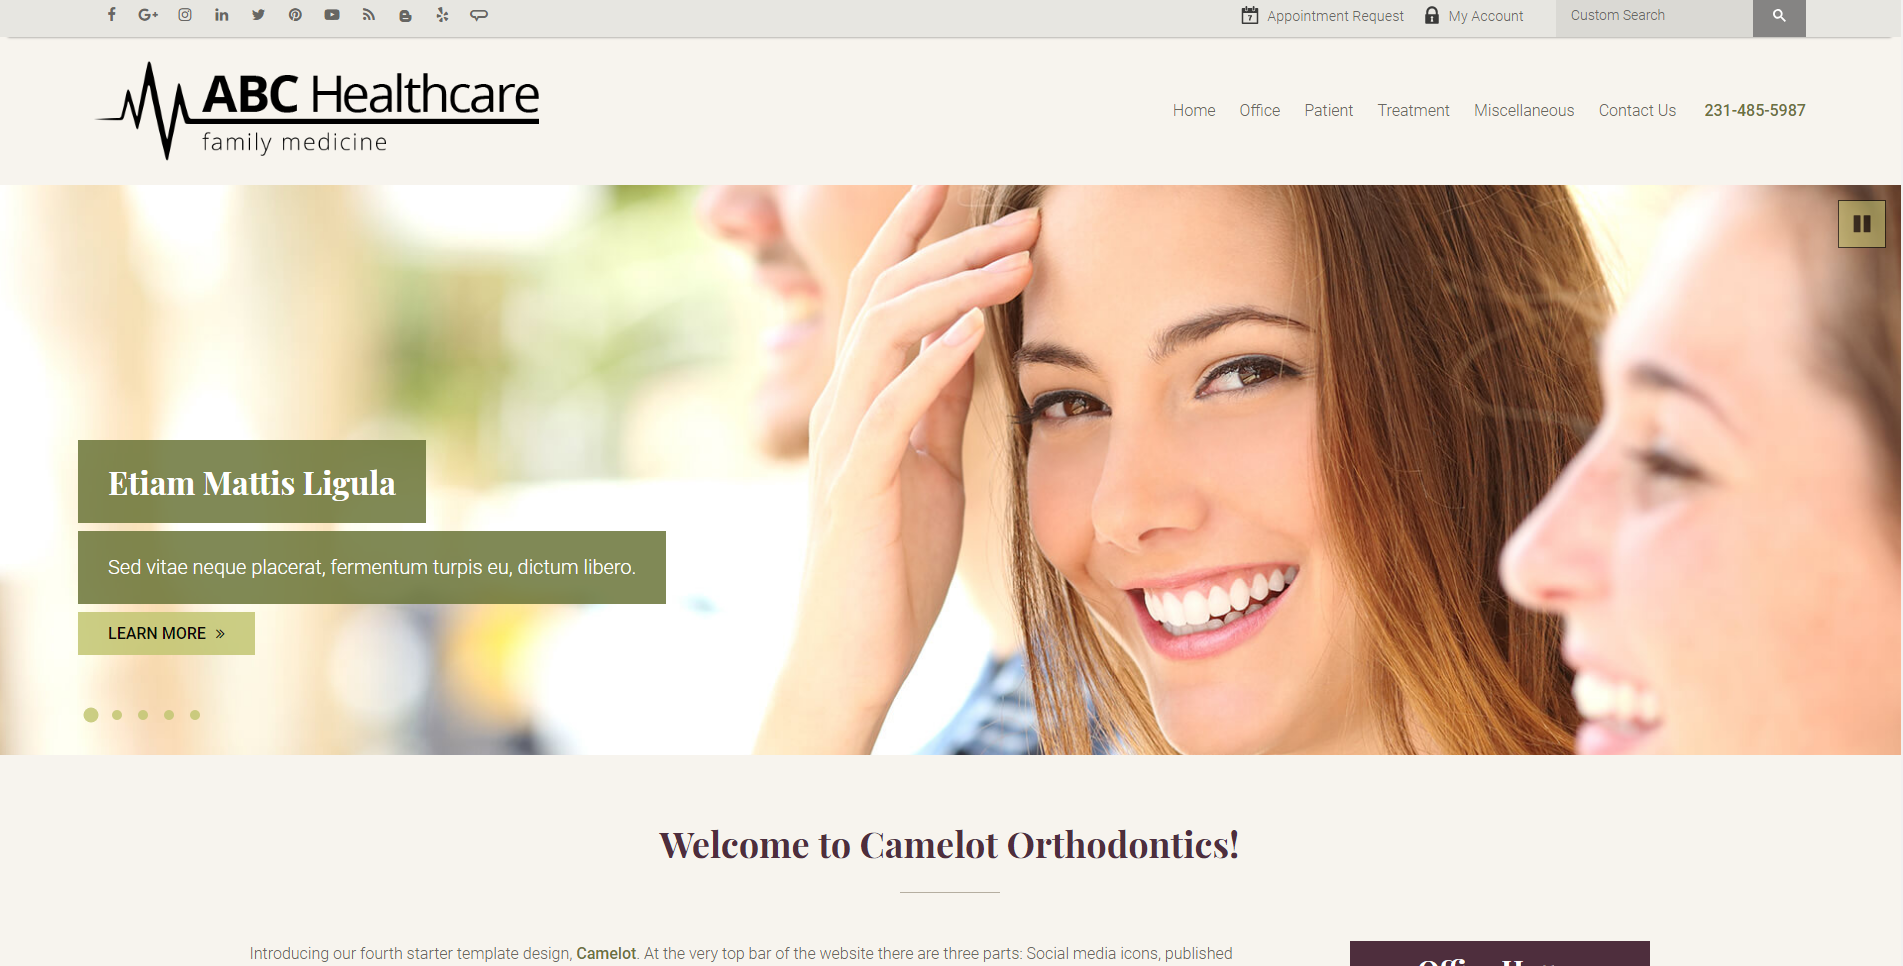 Appointment Request
My Account
Custom Search
ABC Healthcare
family medicine
Home
Office
Patient
Treatment
Miscellaneous
Contact Us
231-485-5987
Etiam Mattis Ligula
Sed vitae neque placerat, fermentum turpis eu, dictum libero.
LEARN MORE »
Welcome to Camelot Orthodontics!
Introducing our fourth starter template design, Camelot. At the very top bar of the website there are three parts: Social media icons, published